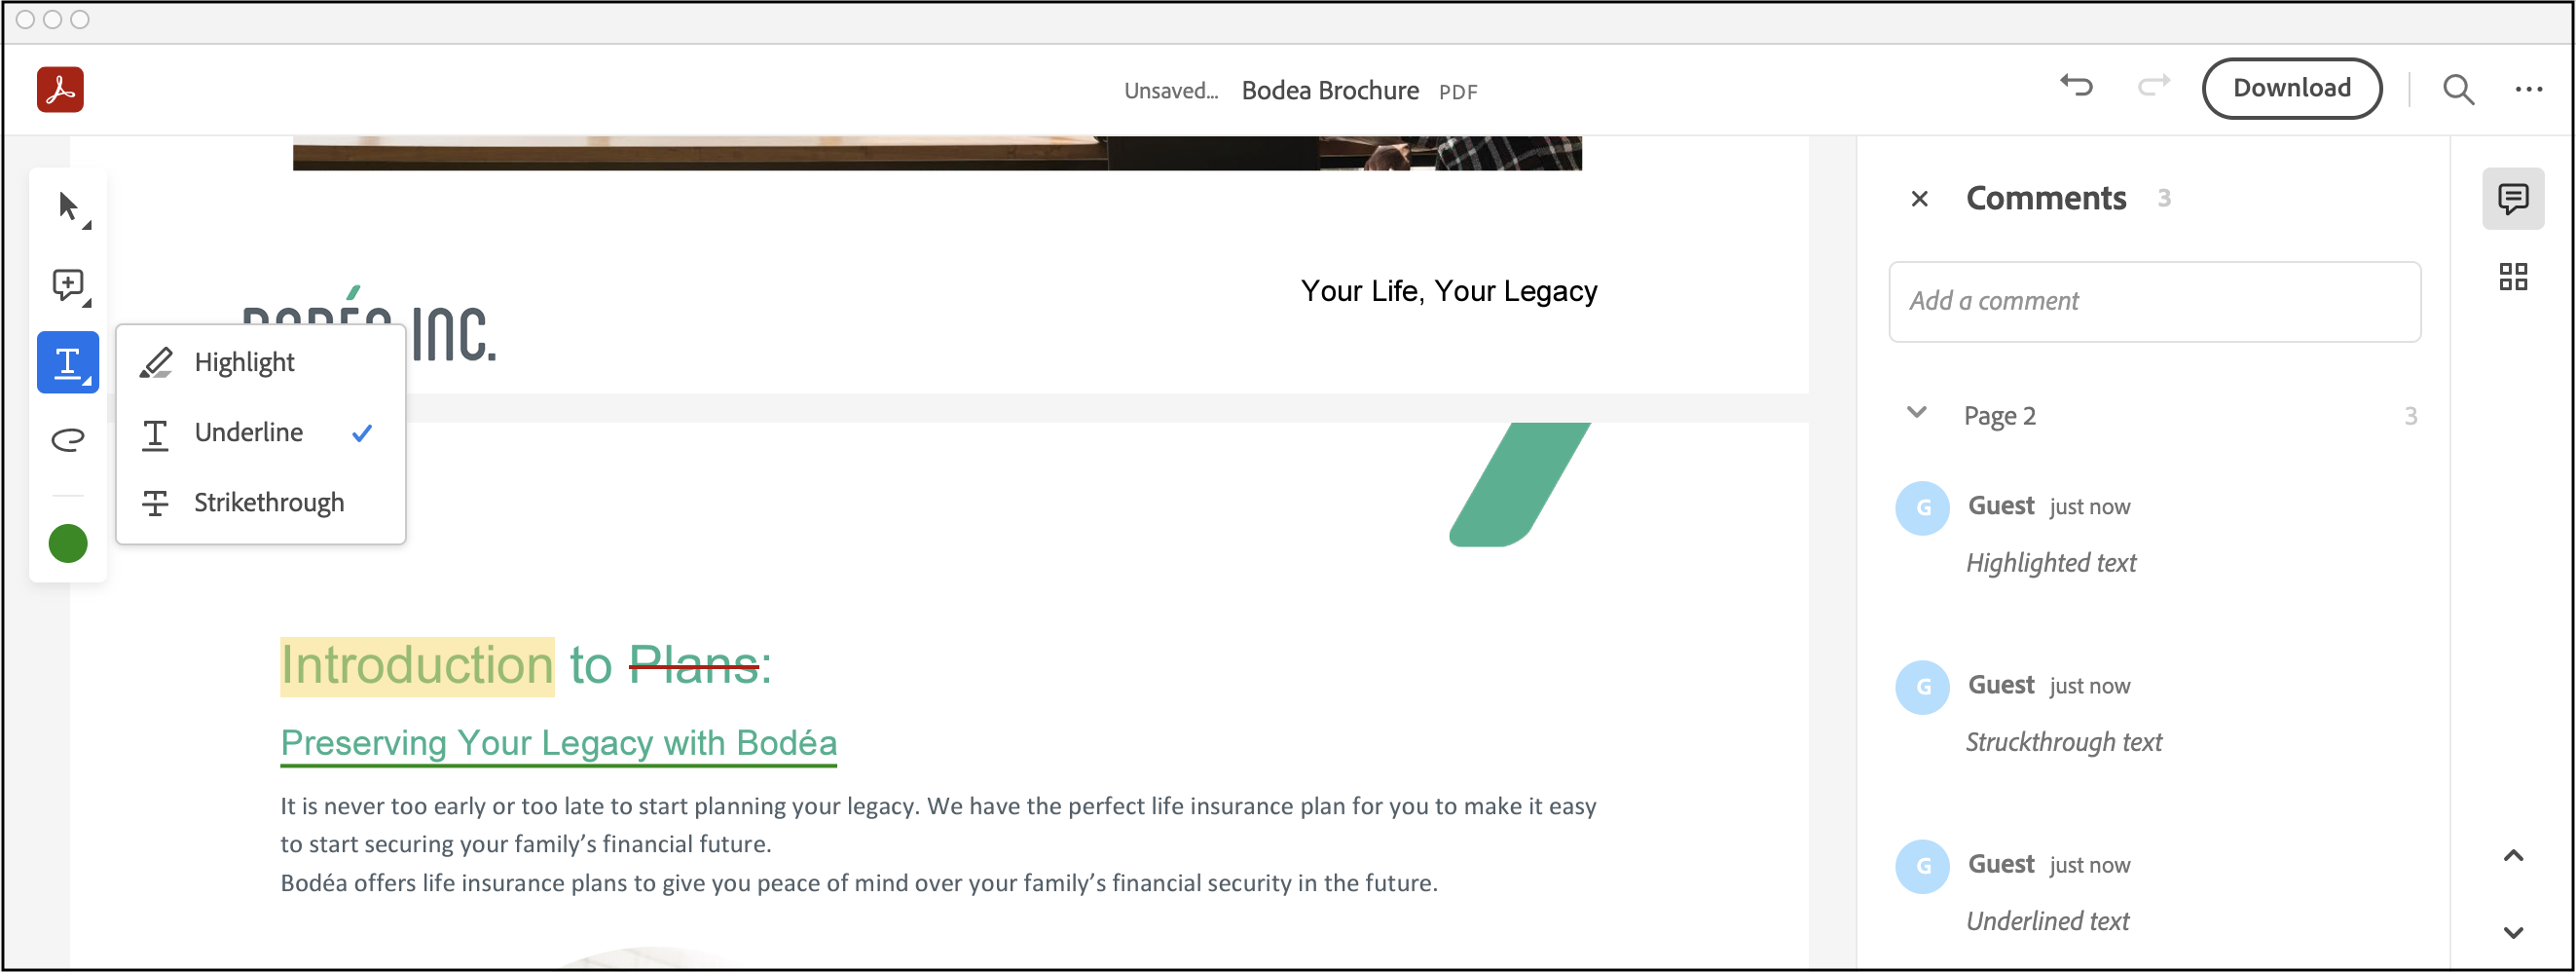 Unsaved... Bodea Brochure PDF
Download
BODÉA INC.
Your Life, Your Legacy
Highlight
Underline
Strikethrough
Introduction to Plans:
Preserving Your Legacy with Bodéa
It is never too early or too late to start planning your legacy. We have the perfect life insurance plan for you to make it easy
to start securing your family’s financial future.
Bodéa offers life insurance plans to give you peace of mind over your family’s financial security in the future.
Comments 3
Add a comment
Page 2 3
G Guest just now
Highlighted text
G Guest just now
Struckthrough text
G Guest just now
Underlined text